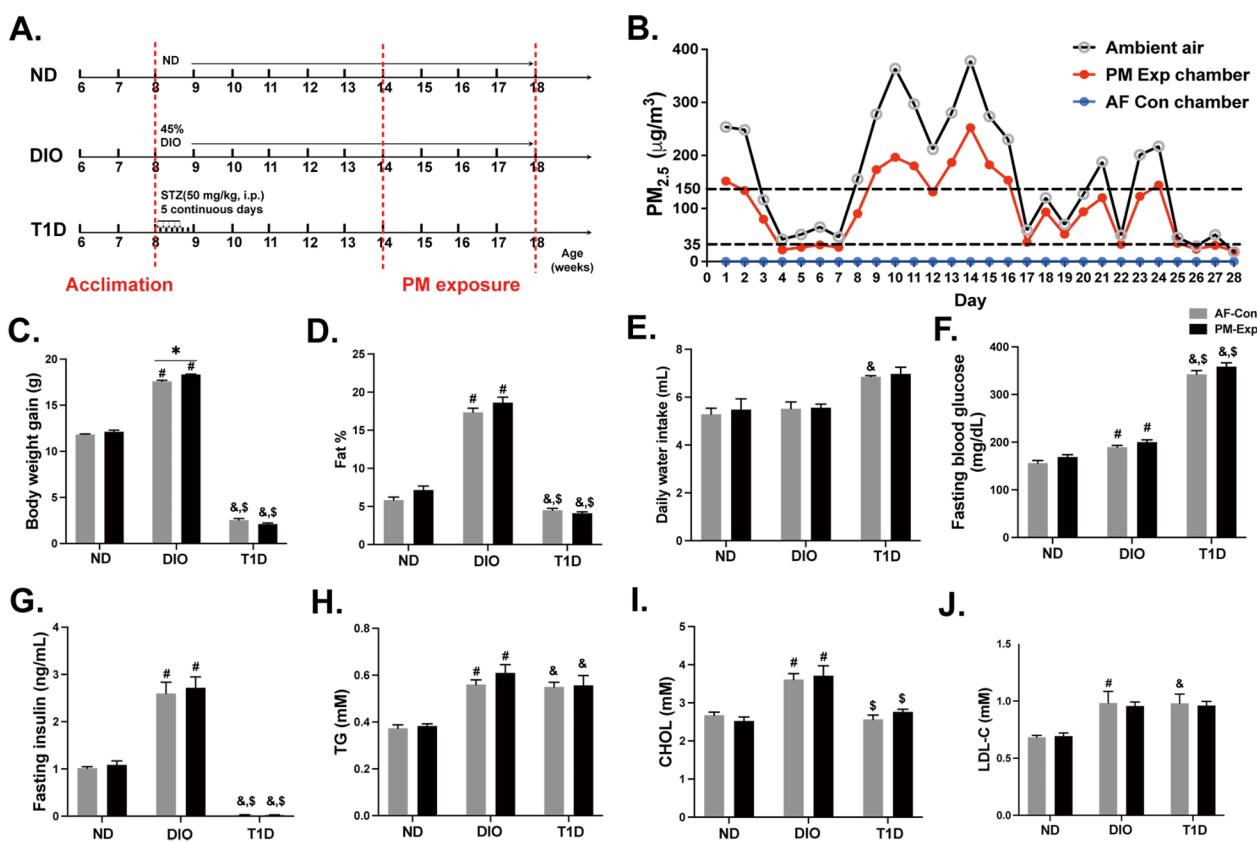 A.
ND
ND
6 7 8 9 10 11 12 13 14 15 16 17 18
45%
DIO
DIO
6 7 8 9 10 11 12 13 14 15 16 17 18
STZ(50 mg/kg, i.p.)
5 continuous days
T1D
6 7 8 9 10 11 12 13 14 15 16 17 18
Age
(weeks)
Acclimation
PM exposure
B.
PM2.5 (µg/m³)
400
300
200
150
100
35
0
0 1 2 3 4 5 6 7 8 9 10 11 12 13 14 15 16 17 18 19 20 21 22 23 24 25 26 27 28
Day
Ambient air
PM Exp chamber
AF Con chamber
C.
Body weight gain (g)
20
15
10
5
0
*
# #
&,$ &,$
ND DIO T1D
D.
Fat %
25
20
15
10
5
0
# #
&,$ &,$
ND DIO T1D
E.
Daily water intake (mL)
8
6
4
2
0
&
ND DIO T1D
F.
AF-Con
PM-Exp
Fasting blood glucose
(mg/dL)
400
300
200
100
0
# #
&,$ &,$
ND DIO T1D
G.
Fasting insulin (ng/mL)
4
3
2
1
0
# #
&,$ &,$
ND DIO T1D
H.
TG (mM)
0.8
0.6
0.4
0.2
0.0
# #
& &
ND DIO T1D
I.
CHOL (mM)
5
4
3
2
1
0
# #
$ $
ND DIO T1D
J.
LDL-C (mM)
1.5
1.0
0.5
0.0
#
&
ND DIO T1D